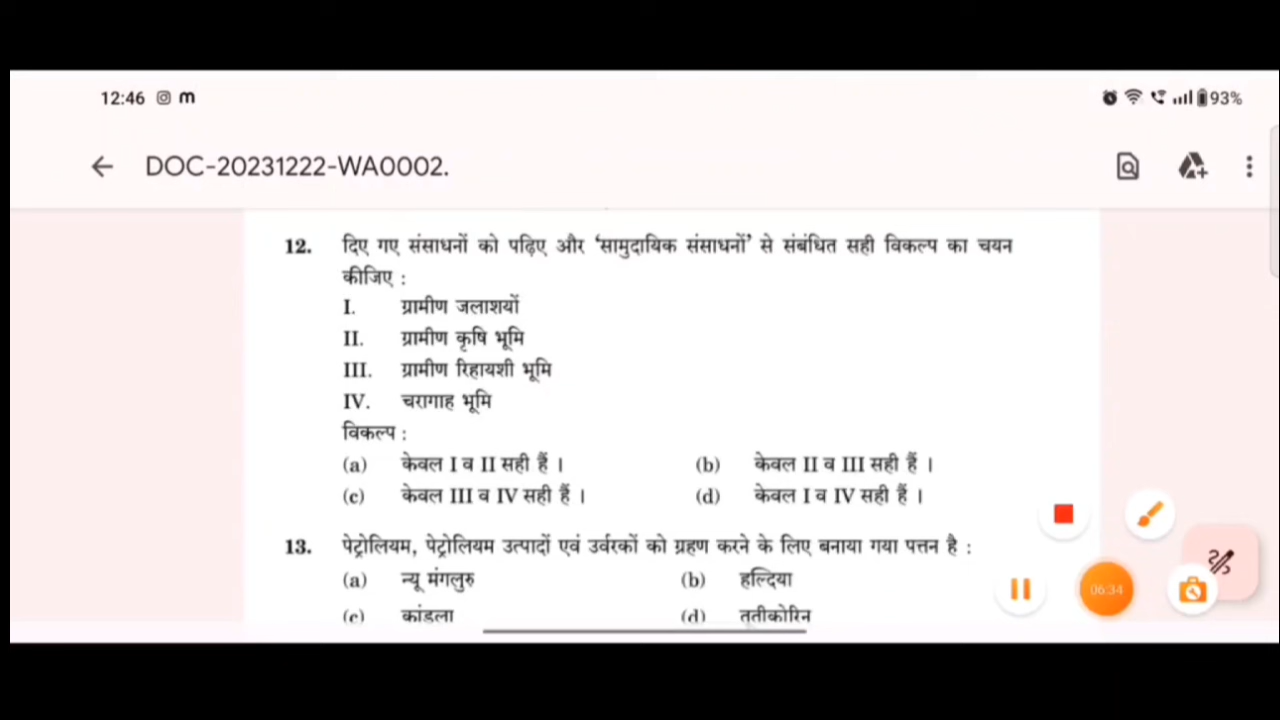 12:46 m 93%
DOC-20231222-WA0002.
12. दिए गए संसाधनों को पढ़िए और ‘सामुदायिक संसाधनों’ से संबंधित सही विकल्प का चयन
कीजिए :
I. ग्रामीण जलाशयों
II. ग्रामीण कृषि भूमि
III. ग्रामीण रिहायशी भूमि
IV. चरागाह भूमि
विकल्प :
(a) केवल I व II सही हैं । (b) केवल II व III सही हैं ।
(c) केवल III व IV सही हैं । (d) केवल I व IV सही हैं ।
13. पेट्रोलियम, पेट्रोलियम उत्पादों एवं उर्वरकों को ग्रहण करने के लिए बनाया गया पत्तन है :
(a) न्यू मंगलुरु (b) हल्दिया
(c) कांडला (d) तूतीकोरिन
06:34